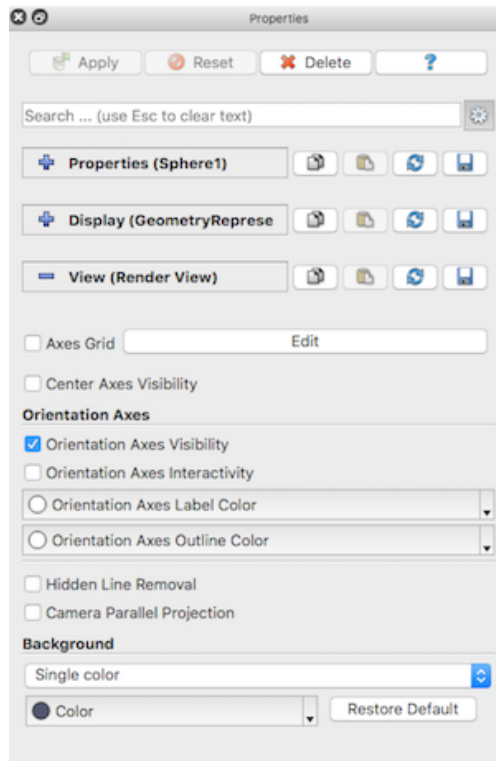 Properties
Apply Reset Delete ?
Search ... (use Esc to clear text)
Properties (Sphere1)
Display (GeometryReprese
View (Render View)
Axes Grid Edit
Center Axes Visibility
Orientation Axes
Orientation Axes Visibility
Orientation Axes Interactivity
Orientation Axes Label Color
Orientation Axes Outline Color
Hidden Line Removal
Camera Parallel Projection
Background
Single color
Color Restore Default